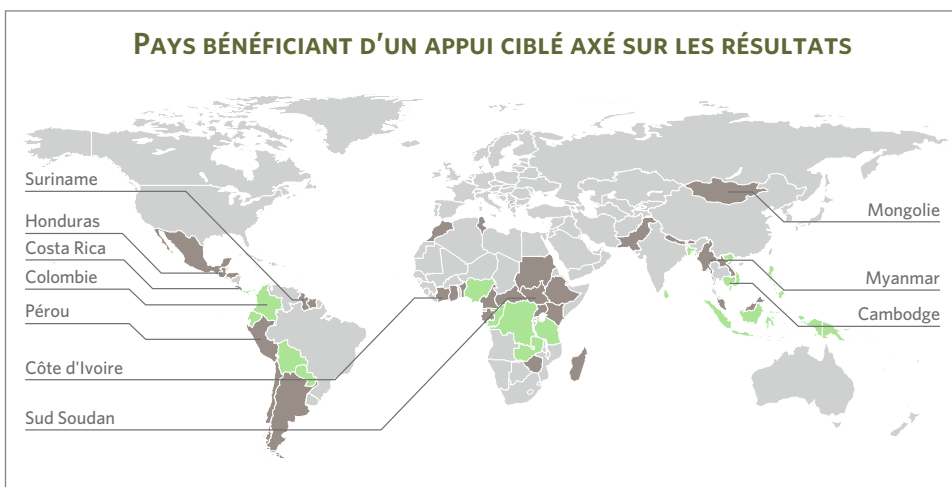 PAYS BÉNÉFICIANT D'UN APPUI CIBLÉ AXÉ SUR LES RÉSULTATS
Suriname
Honduras
Costa Rica
Colombie
Pérou
Côte d'Ivoire
Sud Soudan
Mongolie
Myanmar
Cambodge